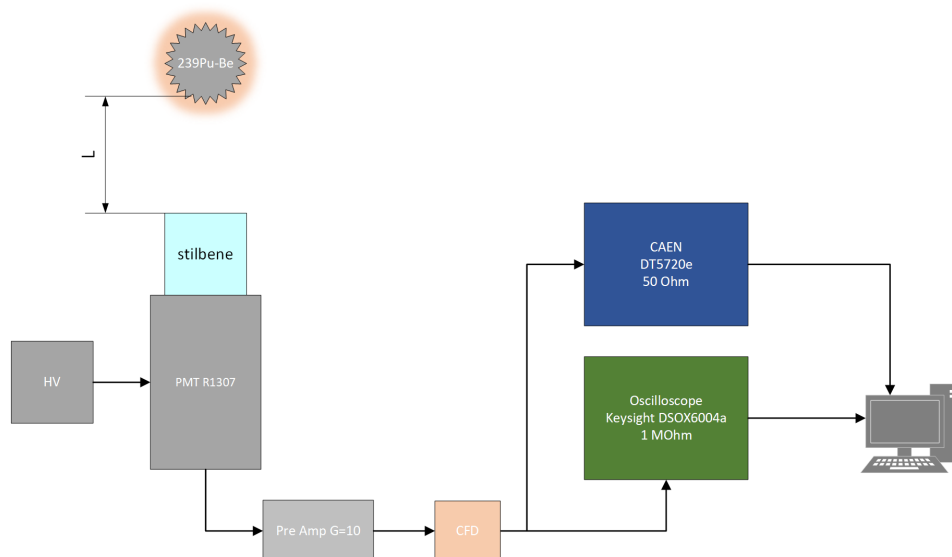 239Pu-Be
L
stilbene
HV
PMT R1307
Pre Amp G=10
CFD
CAEN
DT5720e
50 Ohm
Oscilloscope
Keysight DSOX6004a
1 MOhm